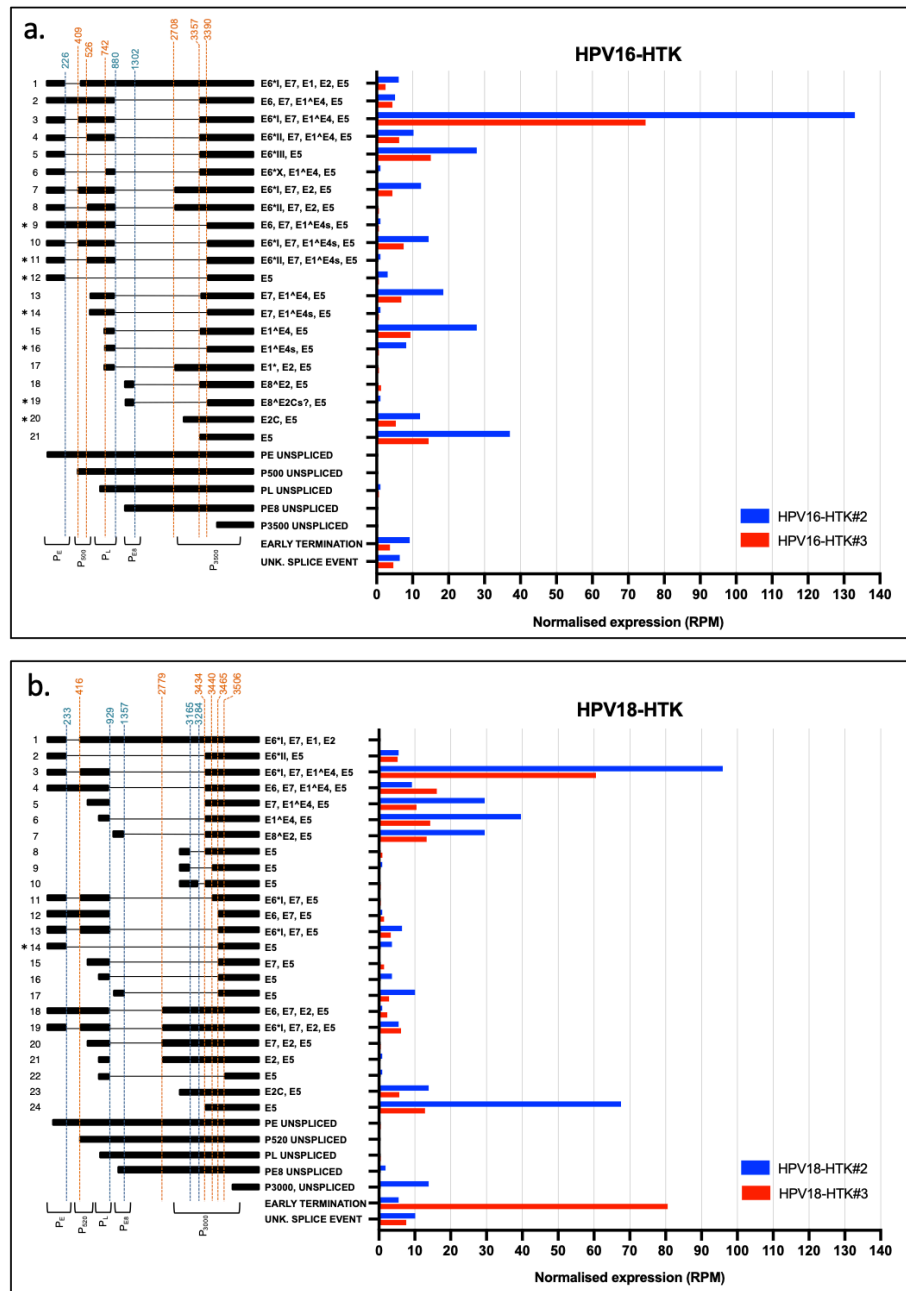 a.
HPV16-HTK
226
409
526
742
880
1302
2708
3357
3390
1 E6*I, E7, E1, E2, E5
2 E6, E7, E1^E4, E5
3 E6*I, E7, E1^E4, E5
4 E6*II, E7, E1^E4, E5
5 E6*III, E5
6 E6*X, E1^E4, E5
7 E6*I, E7, E2, E5
8 E6*II, E7, E2, E5
* 9 E6, E7, E1^E4s, E5
10 E6*I, E7, E1^E4s, E5
* 11 E6*II, E7, E1^E4s, E5
* 12 E5
13 E7, E1^E4, E5
* 14 E7, E1^E4s, E5
15 E1^E4, E5
* 16 E1^E4s, E5
17 E1*, E2, E5
18 E8^E2, E5
* 19 E8^E2Cs?, E5
* 20 E2C, E5
21 E5
PE UNSPLICED
P500 UNSPLICED
PL UNSPLICED
PE8 UNSPLICED
P3500 UNSPLICED
EARLY TERMINATION
UNK. SPLICE EVENT
PE P500 PL PE8 P3500
HPV16-HTK#2
HPV16-HTK#3
0 10 20 30 40 50 60 70 80 90 100 110 120 130 140
Normalised expression (RPM)
b.
HPV18-HTK
233
416
929
1357
2779
3165
3284
3434
3440
3465
3506
1 E6*I, E7, E1, E2
2 E6*II, E5
3 E6*I, E7, E1^E4, E5
4 E6, E7, E1^E4, E5
5 E7, E1^E4, E5
6 E1^E4, E5
7 E8^E2, E5
8 E5
9 E5
10 E5
11 E6*I, E7, E5
12 E6, E7, E5
13 E6*I, E7, E5
* 14 E5
15 E7, E5
16 E5
17 E5
18 E6, E7, E2, E5
19 E6*I, E7, E2, E5
20 E7, E2, E5
21 E2, E5
22 E5
23 E2C, E5
24 E5
PE UNSPLICED
P520 UNSPLICED
PL UNSPLICED
PE8 UNSPLICED
P3000, UNSPLICED
EARLY TERMINATION
UNK. SPLICE EVENT
PE P520 PL PE8 P3000
HPV18-HTK#2
HPV18-HTK#3
0 10 20 30 40 50 60 70 80 90 100 110 120 130 140
Normalised expression (RPM)